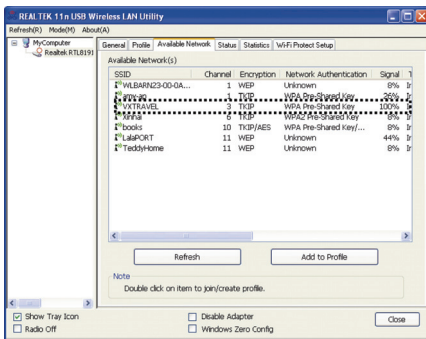 REALTEK 11n USB Wireless LAN Utility
Refresh(R) Mode(M) About(A)
MyComputer
Realtek RTL8191
General Profile Available Network Status Statistics Wi-Fi Protect Setup
Available Network(s)
SSID Channel Encryption Network Authentication Signal
WLBARN23-00-0A... 1 WEP Unknown 8%
amy-ap 1 TKIP WPA Pre-Shared Key 26%
VXTRAVEL 3 TKIP WPA Pre-Shared Key 100%
Xinhai 6 TKIP WPA2 Pre-Shared Key 8%
books 10 TKIP/AES WPA Pre-Shared Key/... 8%
LalaPORT 11 WEP Unknown 44%
TeddyHome 11 WEP Unknown 8%
Refresh Add to Profile
Note
Double click on item to join/create profile.
Show Tray Icon Disable Adapter
Radio Off Windows Zero Config
Close